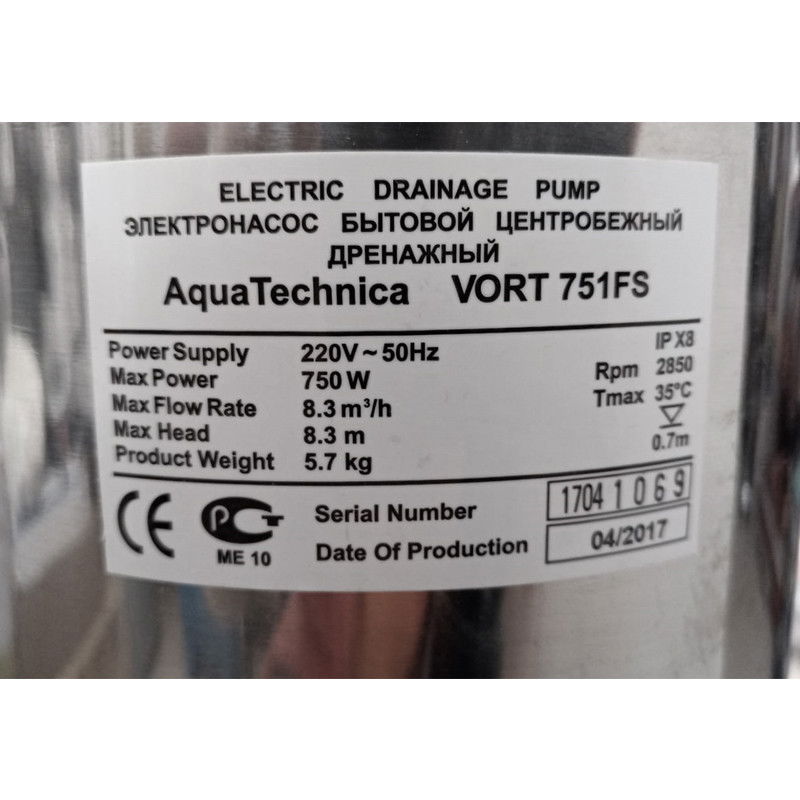 ELECTRIC DRAINAGE PUMP
ЭЛЕКТРОНАСОС БЫТОВОЙ ЦЕНТРОБЕЖНЫЙ
ДРЕНАЖНЫЙ
AquaTechnica VORT 751FS
Power Supply 220V ~ 50Hz IP X8
Max Power 750 W Rpm 2850
Max Flow Rate 8.3 m³/h Tmax 35°C
Max Head 8.3 m
Product Weight 5.7 kg 0.7m
CE РСТ Serial Number 1704 1 0 6 9
ME 10 Date Of Production 04/2017